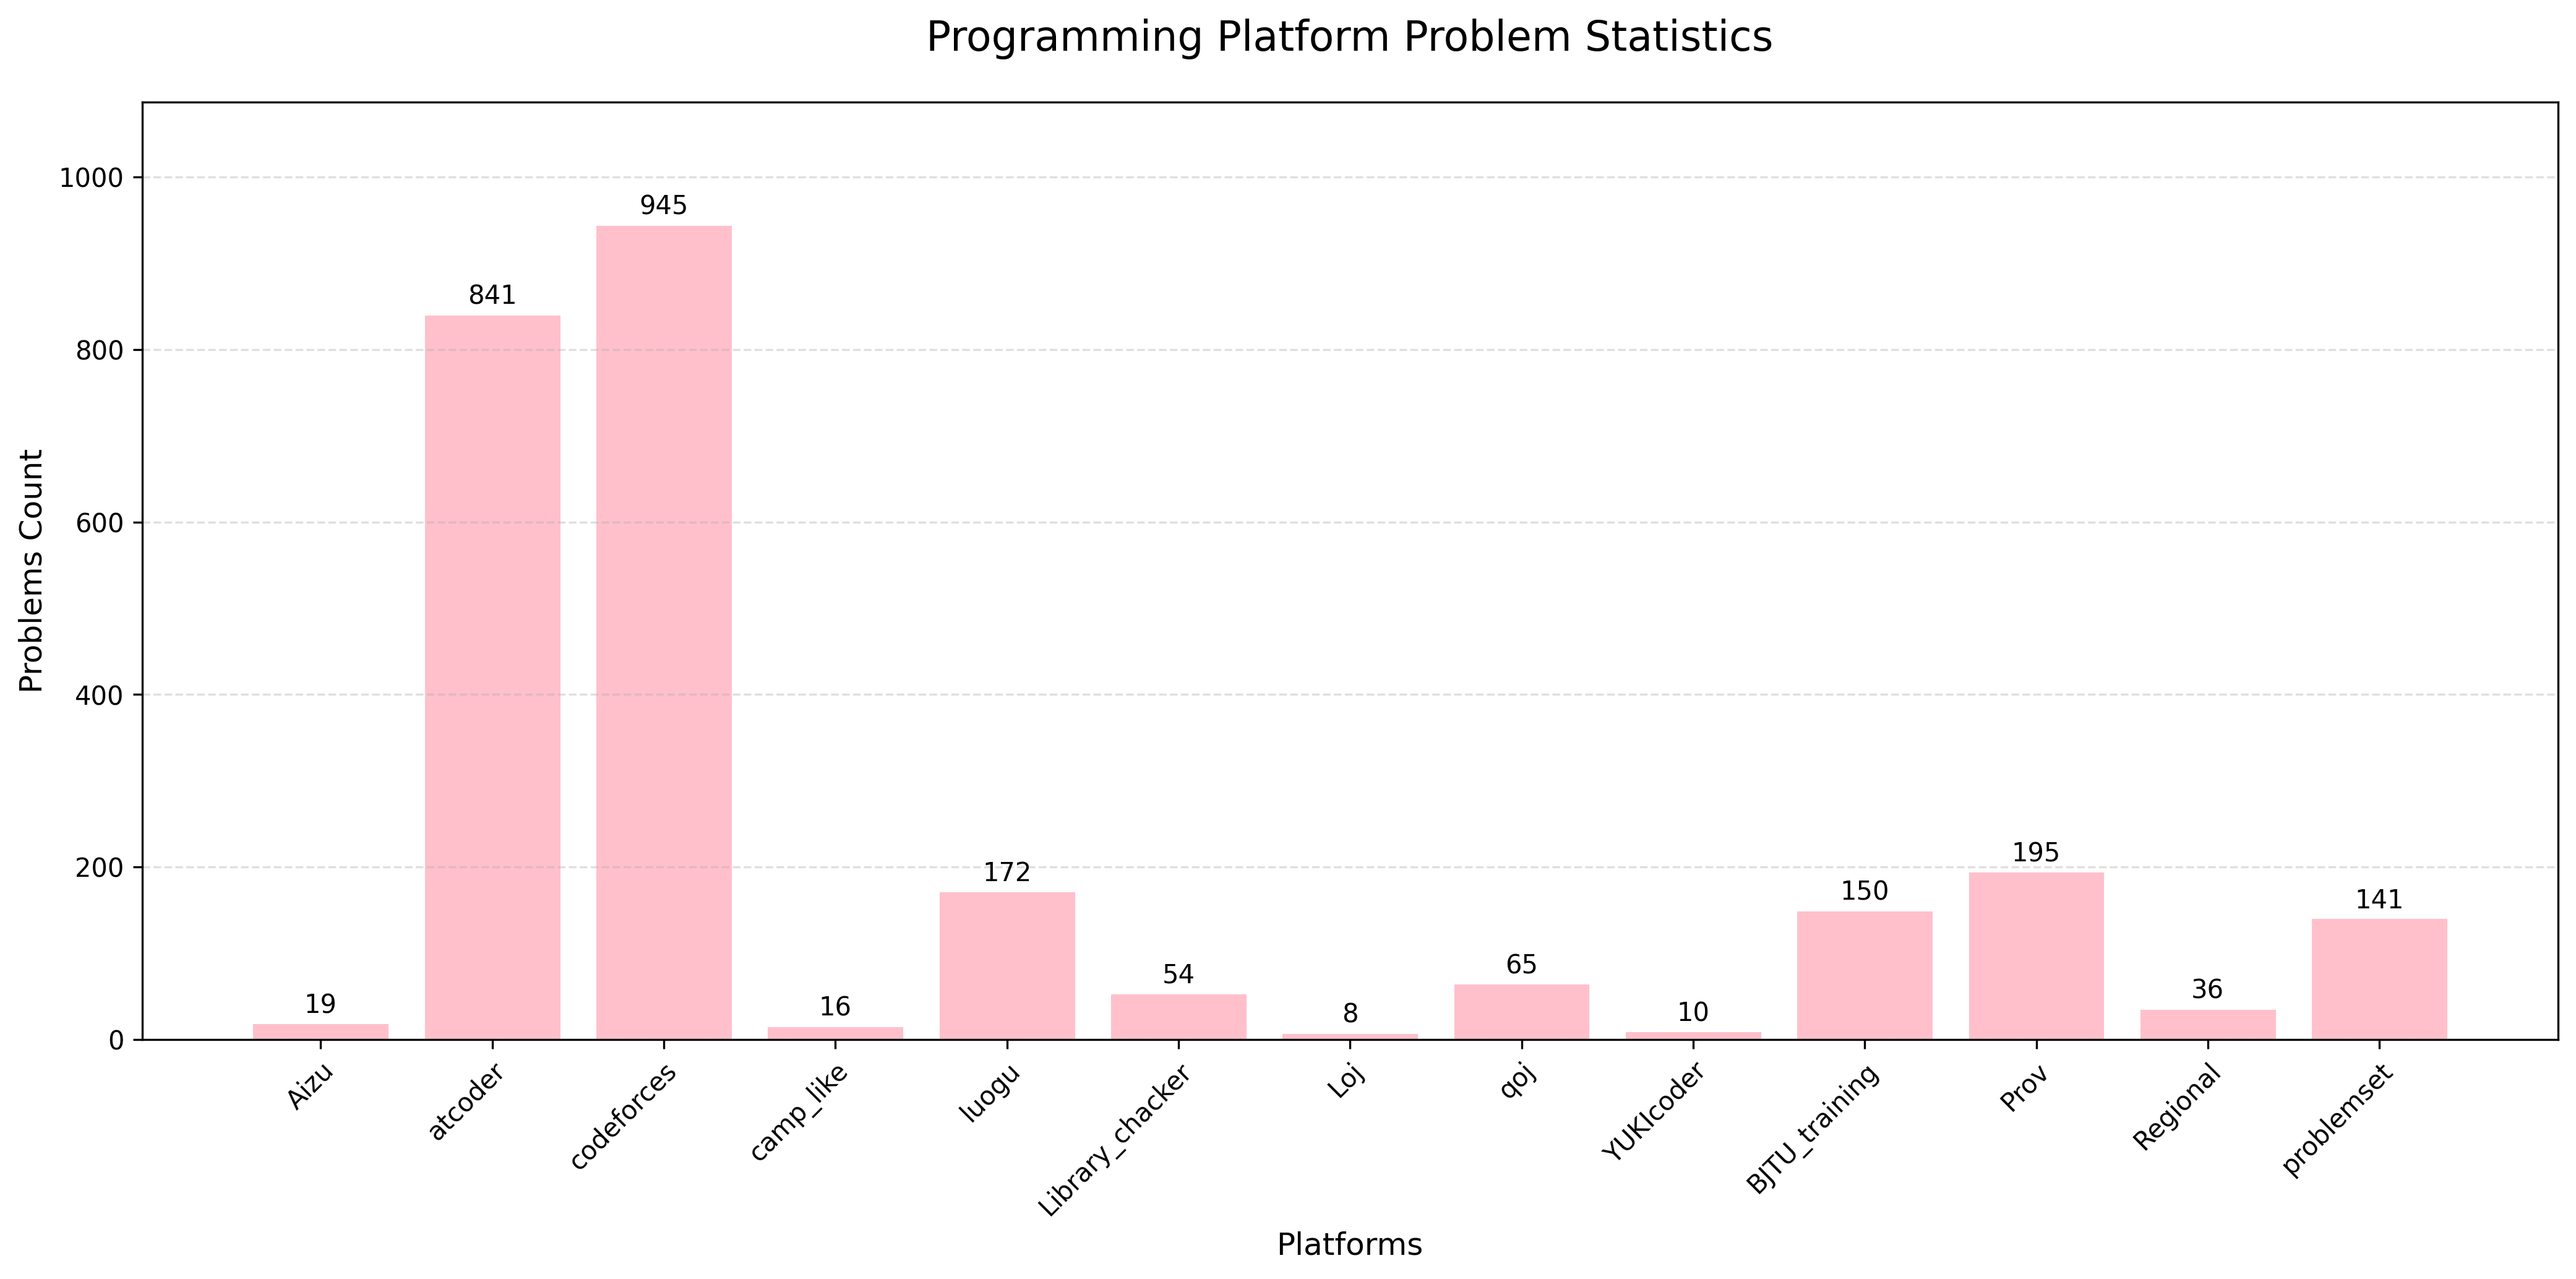 Programming Platform Problem Statistics
Problems Count
1000
800
600
400
200
0
19
841
945
16
172
54
8
65
10
150
195
36
141
Aizu
atcoder
codeforces
camp_like
luogu
Library_chacker
Loj
qoj
YUKIcoder
BJTU_training
Prov
Regional
problemset
Platforms